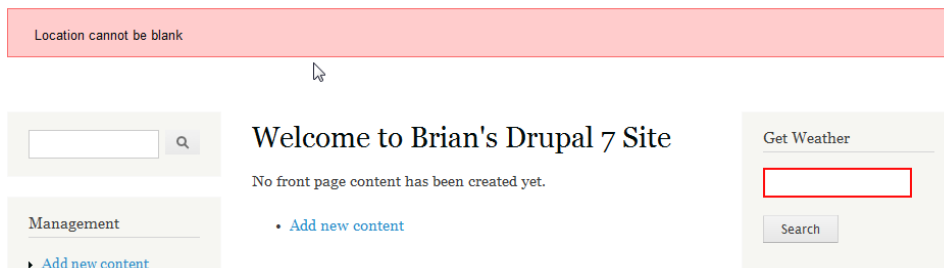 Location cannot be blank
Welcome to Brian's Drupal 7 Site
No front page content has been created yet.
Add new content
Management
Add new content
Get Weather
Search